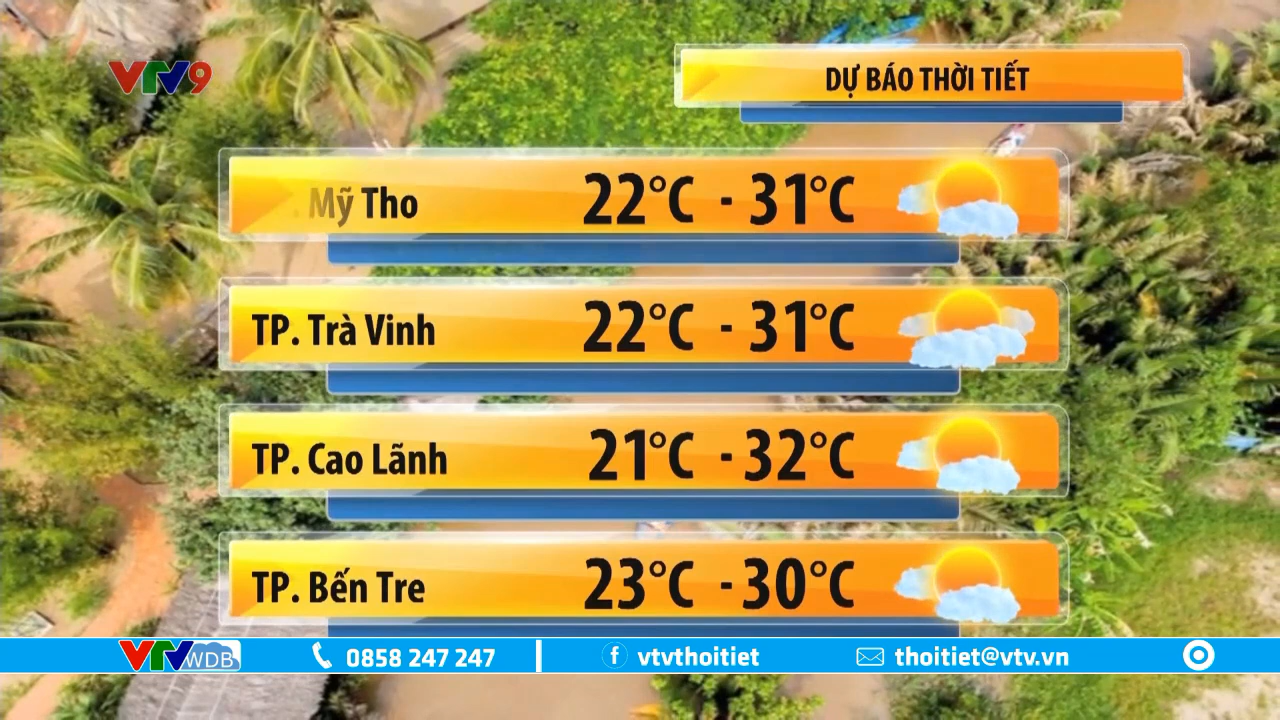 VTV9
DỰ BÁO THỜI TIẾT
Mỹ Tho 22°C - 31°C
TP. Trà Vinh 22°C - 31°C
TP. Cao Lãnh 21°C - 32°C
TP. Bến Tre 23°C - 30°C
VTV WDB 0858 247 247 | f vtvthoitiet thoitiet@vtv.vn